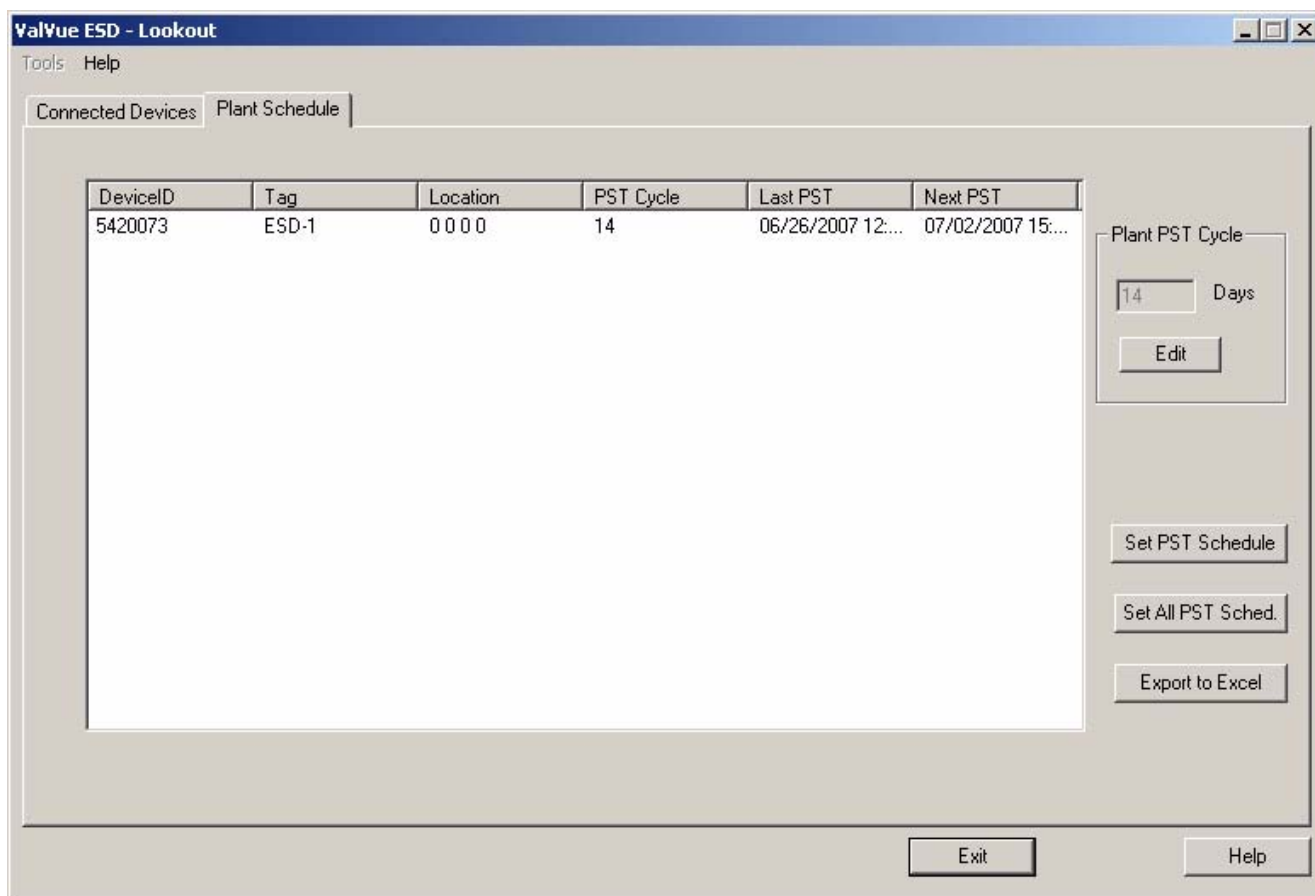 ValVue ESD - Lookout
Tools Help
Connected Devices Plant Schedule
DeviceID Tag Location PST Cycle Last PST Next PST
5420073 ESD-1 0 0 0 0 14 06/26/2007 12:... 07/02/2007 15:...
Plant PST Cycle
14 Days
Edit
Set PST Schedule
Set All PST Sched.
Export to Excel
Exit Help